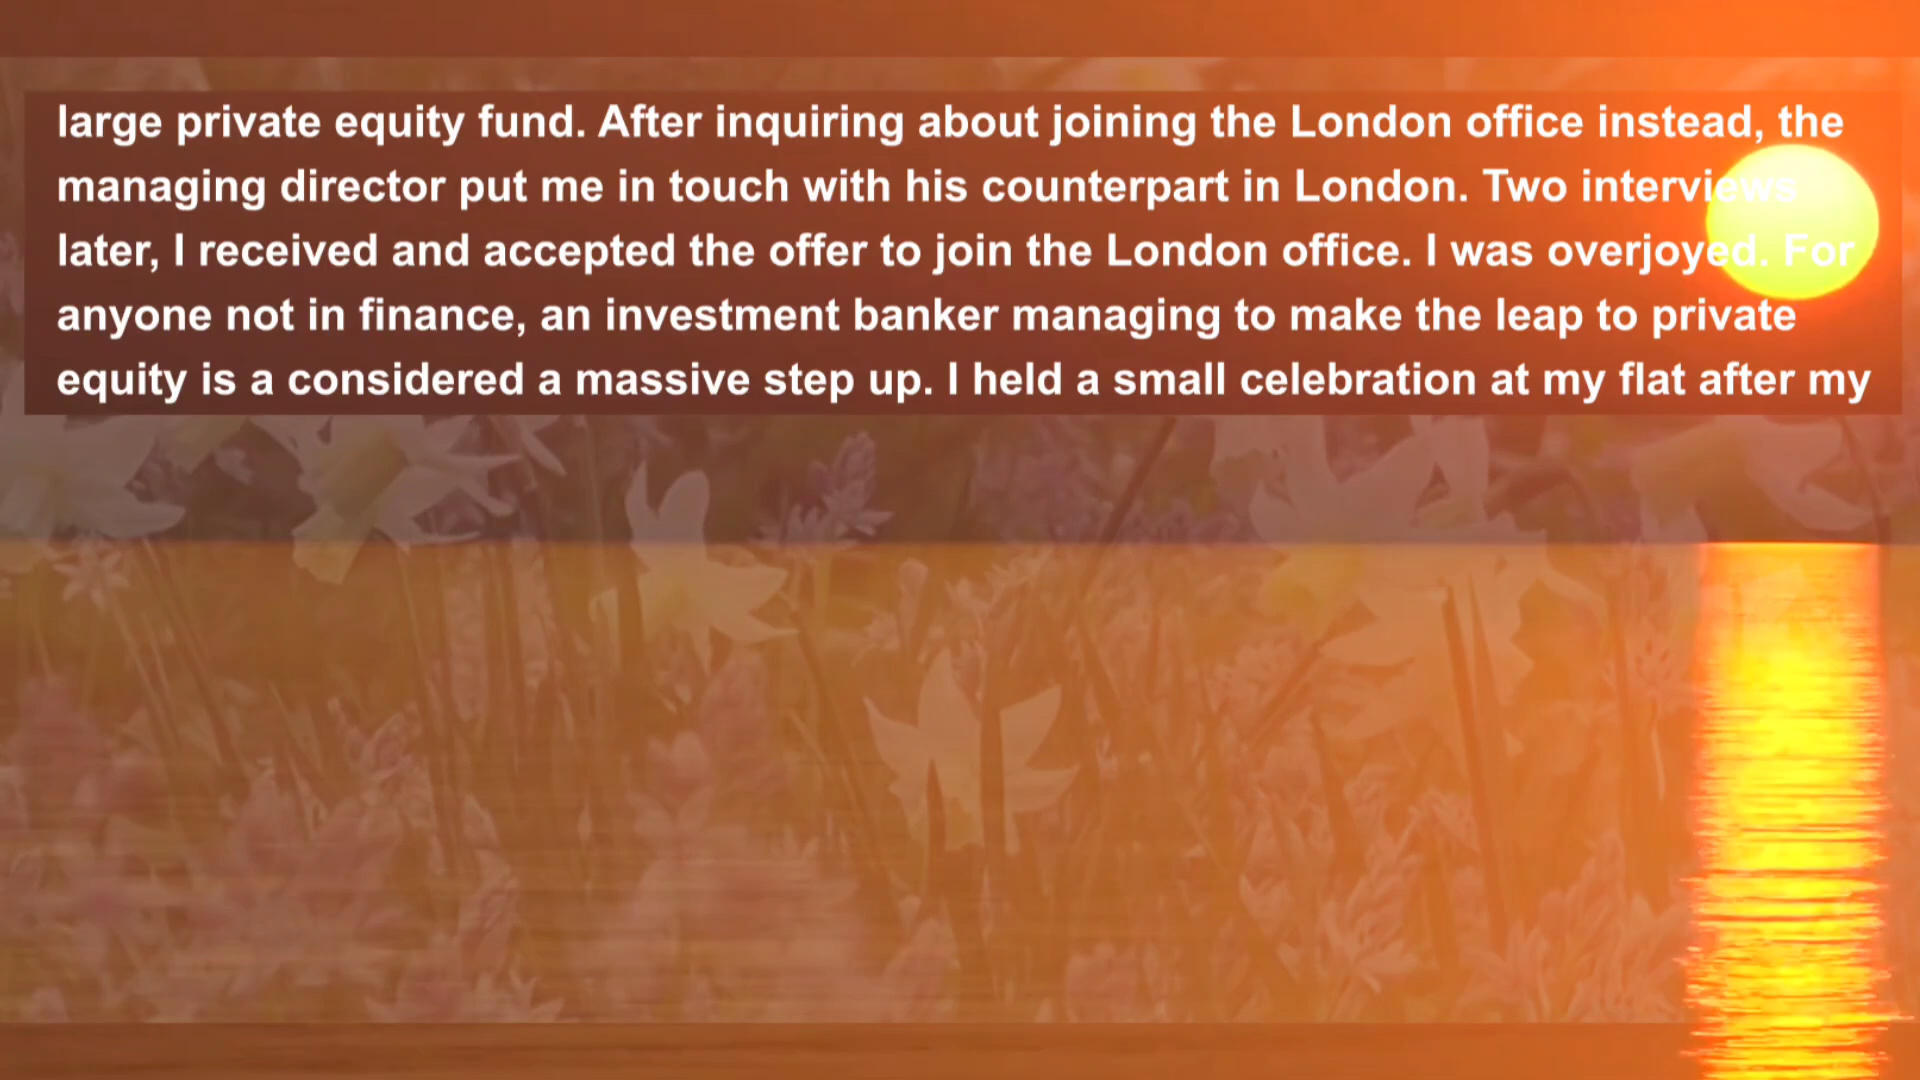 large private equity fund. After inquiring about joining the London office instead, the
managing director put me in touch with his counterpart in London. Two interviews
later, I received and accepted the offer to join the London office. I was overjoyed. For
anyone not in finance, an investment banker managing to make the leap to private
equity is a considered a massive step up. I held a small celebration at my flat after my